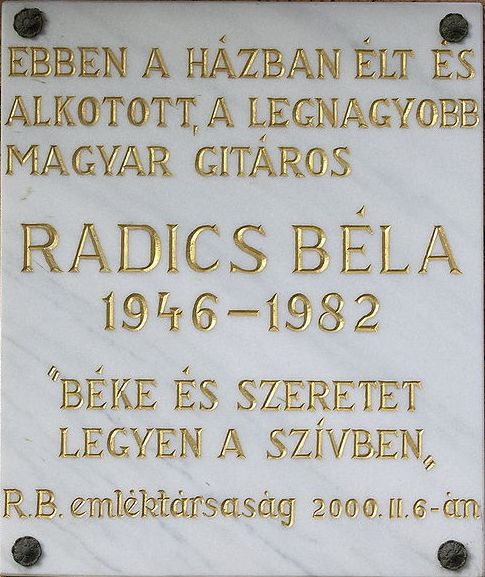 EBBEN A HÁZBAN ÉLT ÉS
ALKOTOTT, A LEGNAGYOBB
MAGYAR GITÁROS
RADICS BÉLA
1946-1982
"BÉKE ÉS SZERETET
LEGYEN A SZÍVBEN„
R.B. emléktársaság 2000.II.6-án